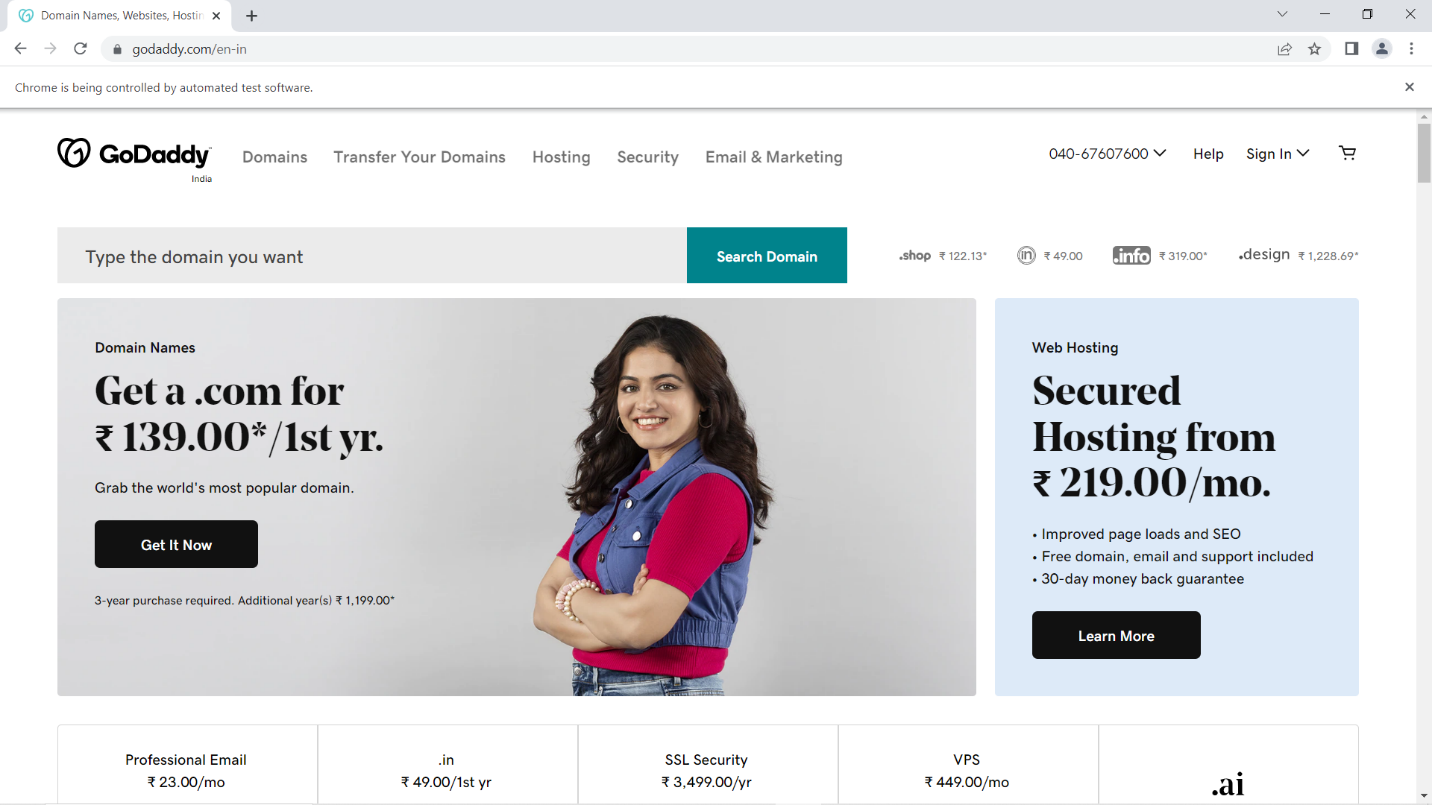 Domain Names, Websites, Hostin
godaddy.com/en-in
Chrome is being controlled by automated test software.
GoDaddy
India
Domains
Transfer Your Domains
Hosting
Security
Email & Marketing
040-67607600
Help
Sign In
Type the domain you want
Search Domain
.shop ₹ 122.13*
in ₹ 49.00
.info ₹ 319.00*
.design ₹ 1,228.69*
Domain Names
Get a .com for
₹ 139.00*/1st yr.
Grab the world's most popular domain.
Get It Now
3-year purchase required. Additional year(s) ₹ 1,199.00*
Web Hosting
Secured
Hosting from
₹ 219.00/mo.
• Improved page loads and SEO
• Free domain, email and support included
• 30-day money back guarantee
Learn More
Professional Email
₹ 23.00/mo
.in
₹ 49.00/1st yr
SSL Security
₹ 3,499.00/yr
VPS
₹ 449.00/mo
.ai